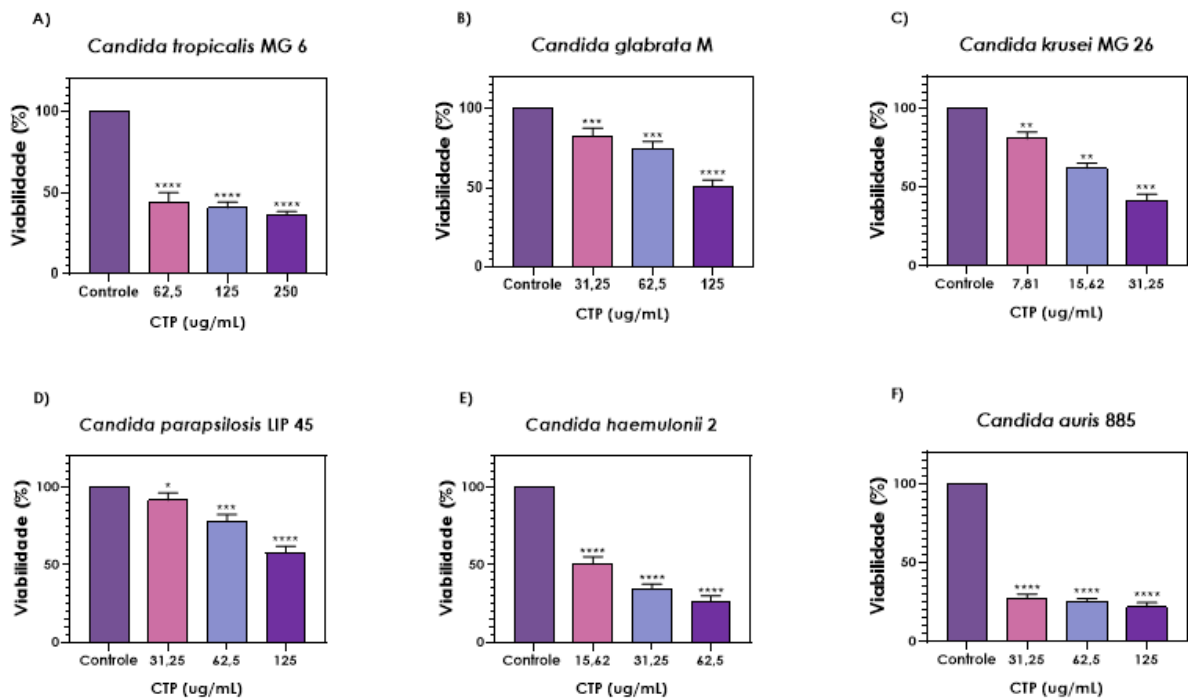 A)
Candida tropicalis MG 6
Viabilidade (%)
100
50
0
****
****
****
Controle 62,5 125 250
CTP (ug/mL)
B)
Candida glabrata M
Viabilidade (%)
100
50
0
***
***
****
Controle 31,25 62,5 125
CTP (ug/mL)
C)
Candida krusei MG 26
Viabilidade (%)
100
50
0
**
**
***
Controle 7,81 15,62 31,25
CTP (ug/mL)
D)
Candida parapsilosis LIP 45
Viabilidade (%)
100
50
0
*
***
****
Controle 31,25 62,5 125
CTP (ug/mL)
E)
Candida haemulonii 2
Viabilidade (%)
100
50
0
****
****
****
Controle 15,62 31,25 62,5
CTP (ug/mL)
F)
Candida auris 885
Viabilidade (%)
100
50
0
****
****
****
Controle 31,25 62,5 125
CTP (ug/mL)